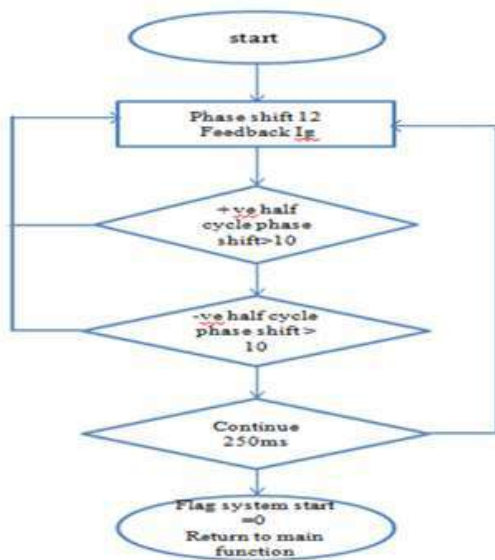 start
Phase shift 12
Feedback Ig
+ve half
cycle phase
shift>10
-ve half cycle
phase shift >
10
Continue
250ms
Flag system start
=0
Return to main
function